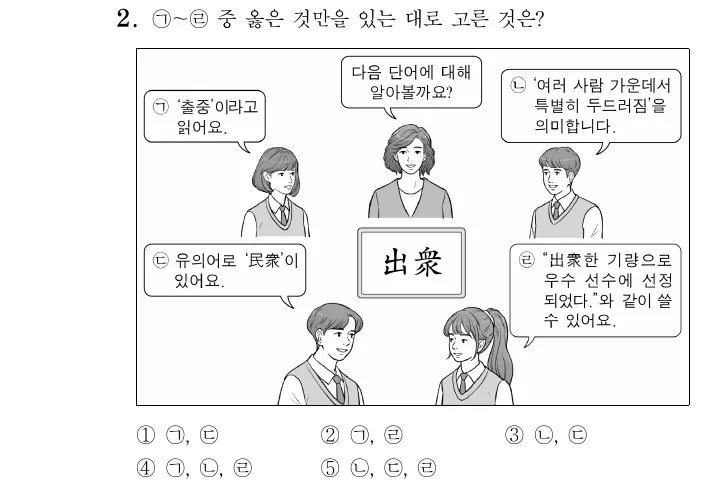 2. ㉠~㉣ 중 옳은 것만을 있는 대로 고른 것은?
다음 단어에 대해
알아볼까요?
㉠ ‘출중’이라고
읽어요.
㉡ ‘여러 사람 가운데서
특별히 두드러짐’을
의미합니다.
㉢ 유의어로 ‘民衆’이
있어요.
出衆
㉣ “出衆한 기량으로
우수 선수에 선정
되었다.”와 같이 쓸
수 있어요.
① ㉠, ㉢ ② ㉠, ㉣ ③ ㉡, ㉢
④ ㉠, ㉡, ㉣ ⑤ ㉡, ㉢, ㉣